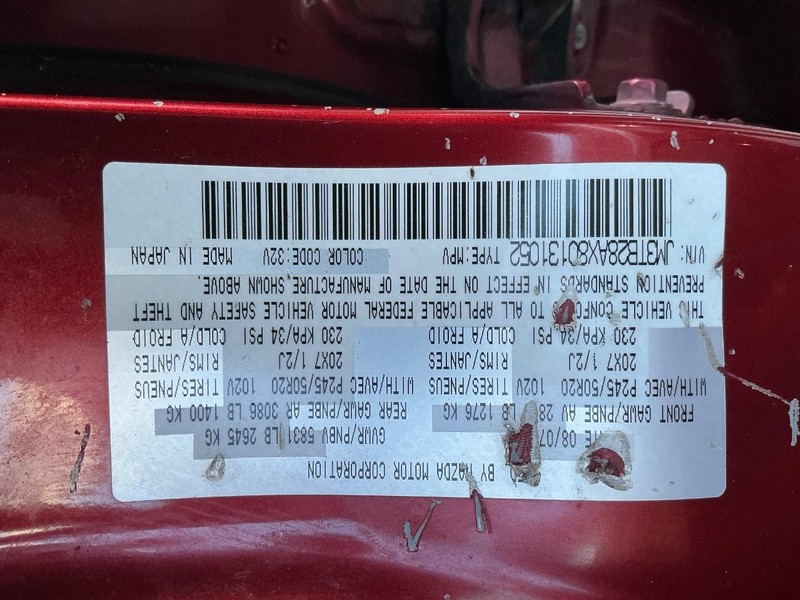 BY MAZDA MOTOR CORPORATION
08/07 GVWR/PNBV 5831 LB 2645 KG
FRONT GAWR/PNBE AV LB 1276 KG REAR GAWR/PNBE AR 3086 LB 1400 KG
WITH/AVEC P245/50R20 102V TIRES/PNEUS WITH/AVEC P245/50R20 102V TIRES/PNEUS
20X7 1/2J RIMS/JANTES 20X7 1/2J RIMS/JANTES
230 KPA/34 PSI COLD/A FROID 230 KPA/34 PSI COLD/A FROID
THIS VEHICLE TO ALL APPLICABLE FEDERAL MOTOR VEHICLE SAFETY AND THEFT
PREVENTION STANDARDS IN EFFECT ON THE DATE OF MANUFACTURE SHOWN ABOVE.
VIN: JM3TB28AX80131052 TYPE:MPV COLOR CODE:32V MADE IN JAPAN